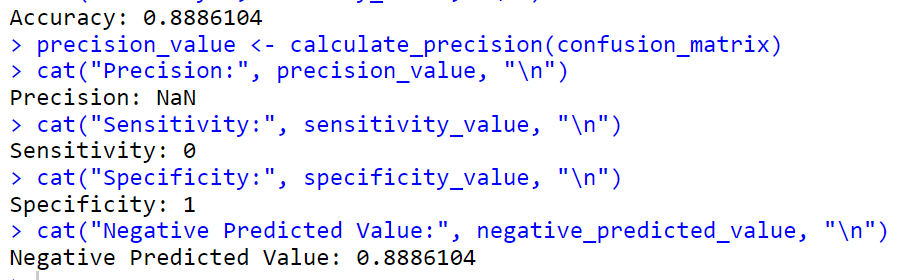 Accuracy: 0.8886104
> precision_value <- calculate_precision(confusion_matrix)
> cat("Precision:", precision_value, "\n")
Precision: NaN
> cat("Sensitivity:", sensitivity_value, "\n")
Sensitivity: 0
> cat("Specificity:", specificity_value, "\n")
Specificity: 1
> cat("Negative Predicted Value:", negative_predicted_value, "\n")
Negative Predicted Value: 0.8886104